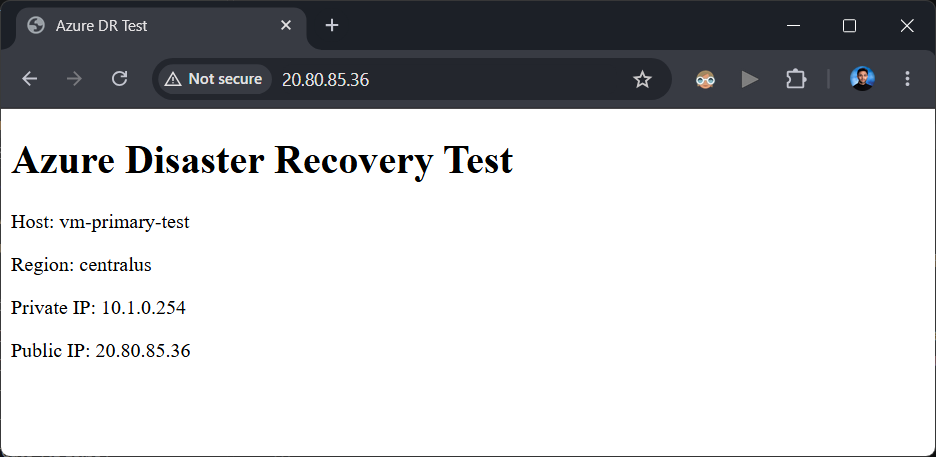 Azure DR Test
Not secure 20.80.85.36
Azure Disaster Recovery Test
Host: vm-primary-test
Region: centralus
Private IP: 10.1.0.254
Public IP: 20.80.85.36